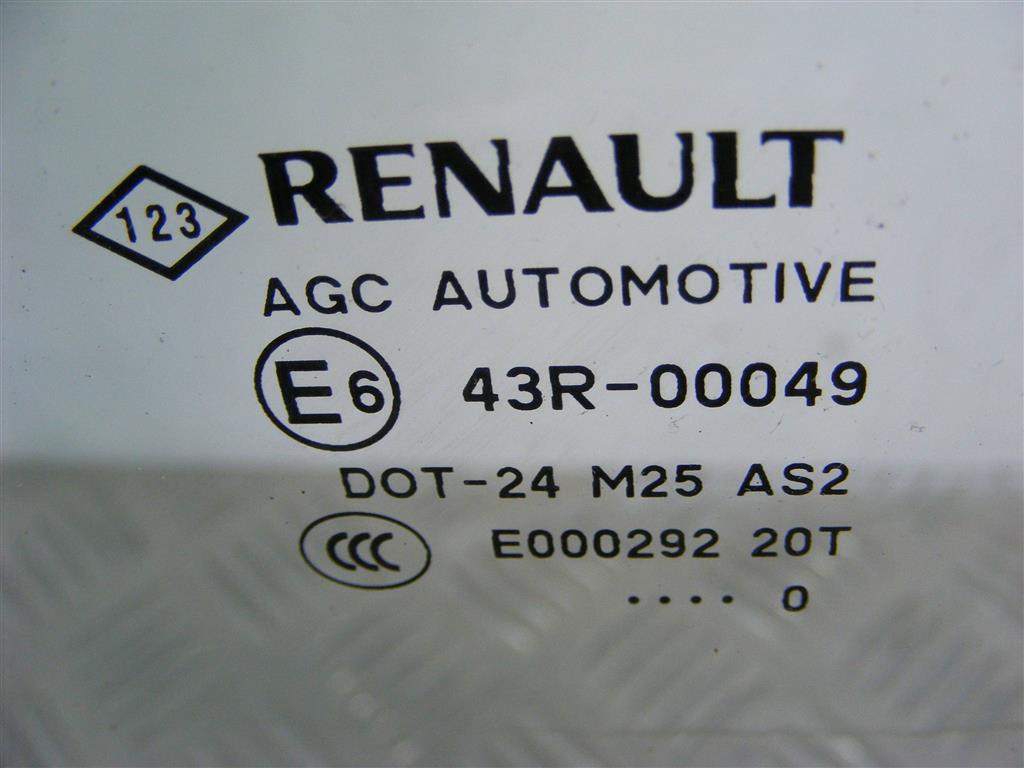 RENAULT
123
AGC AUTOMOTIVE
E6 43R-00049
DOT-24 M25 AS2
CCC E000292 20T
.... 0